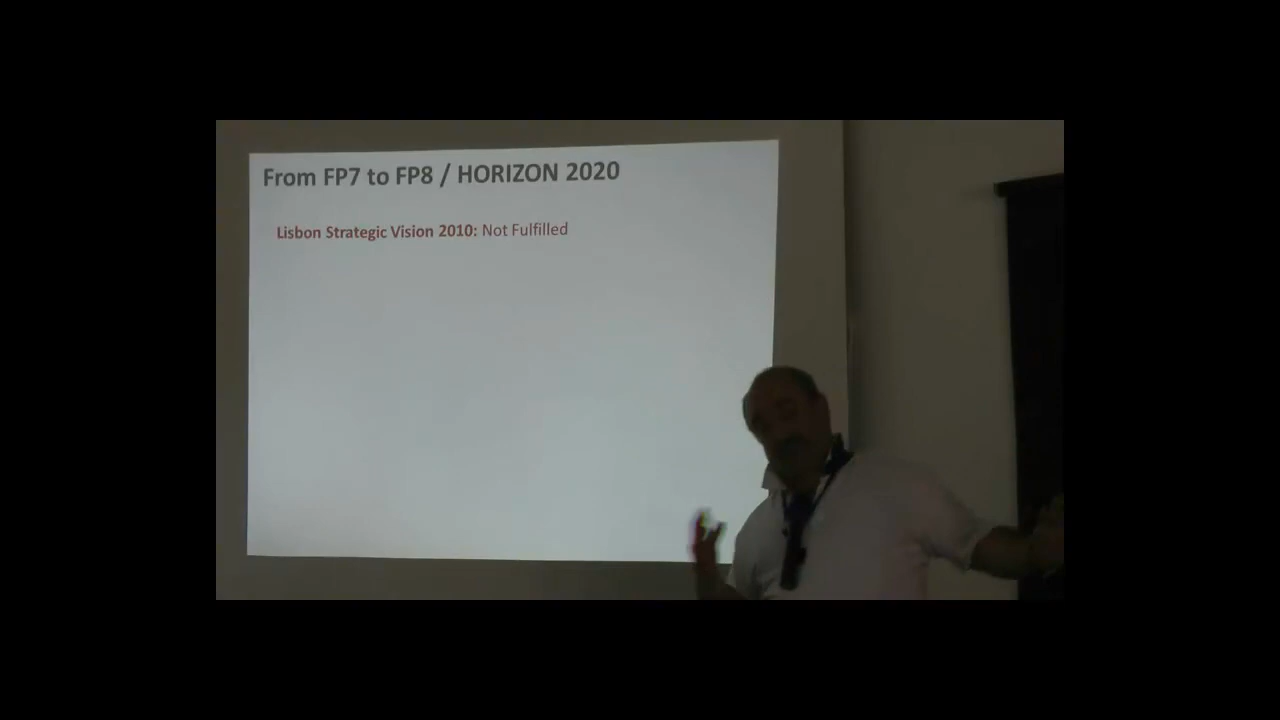 From FP7 to FP8 / HORIZON 2020
Lisbon Strategic Vision 2010: Not Fulfilled